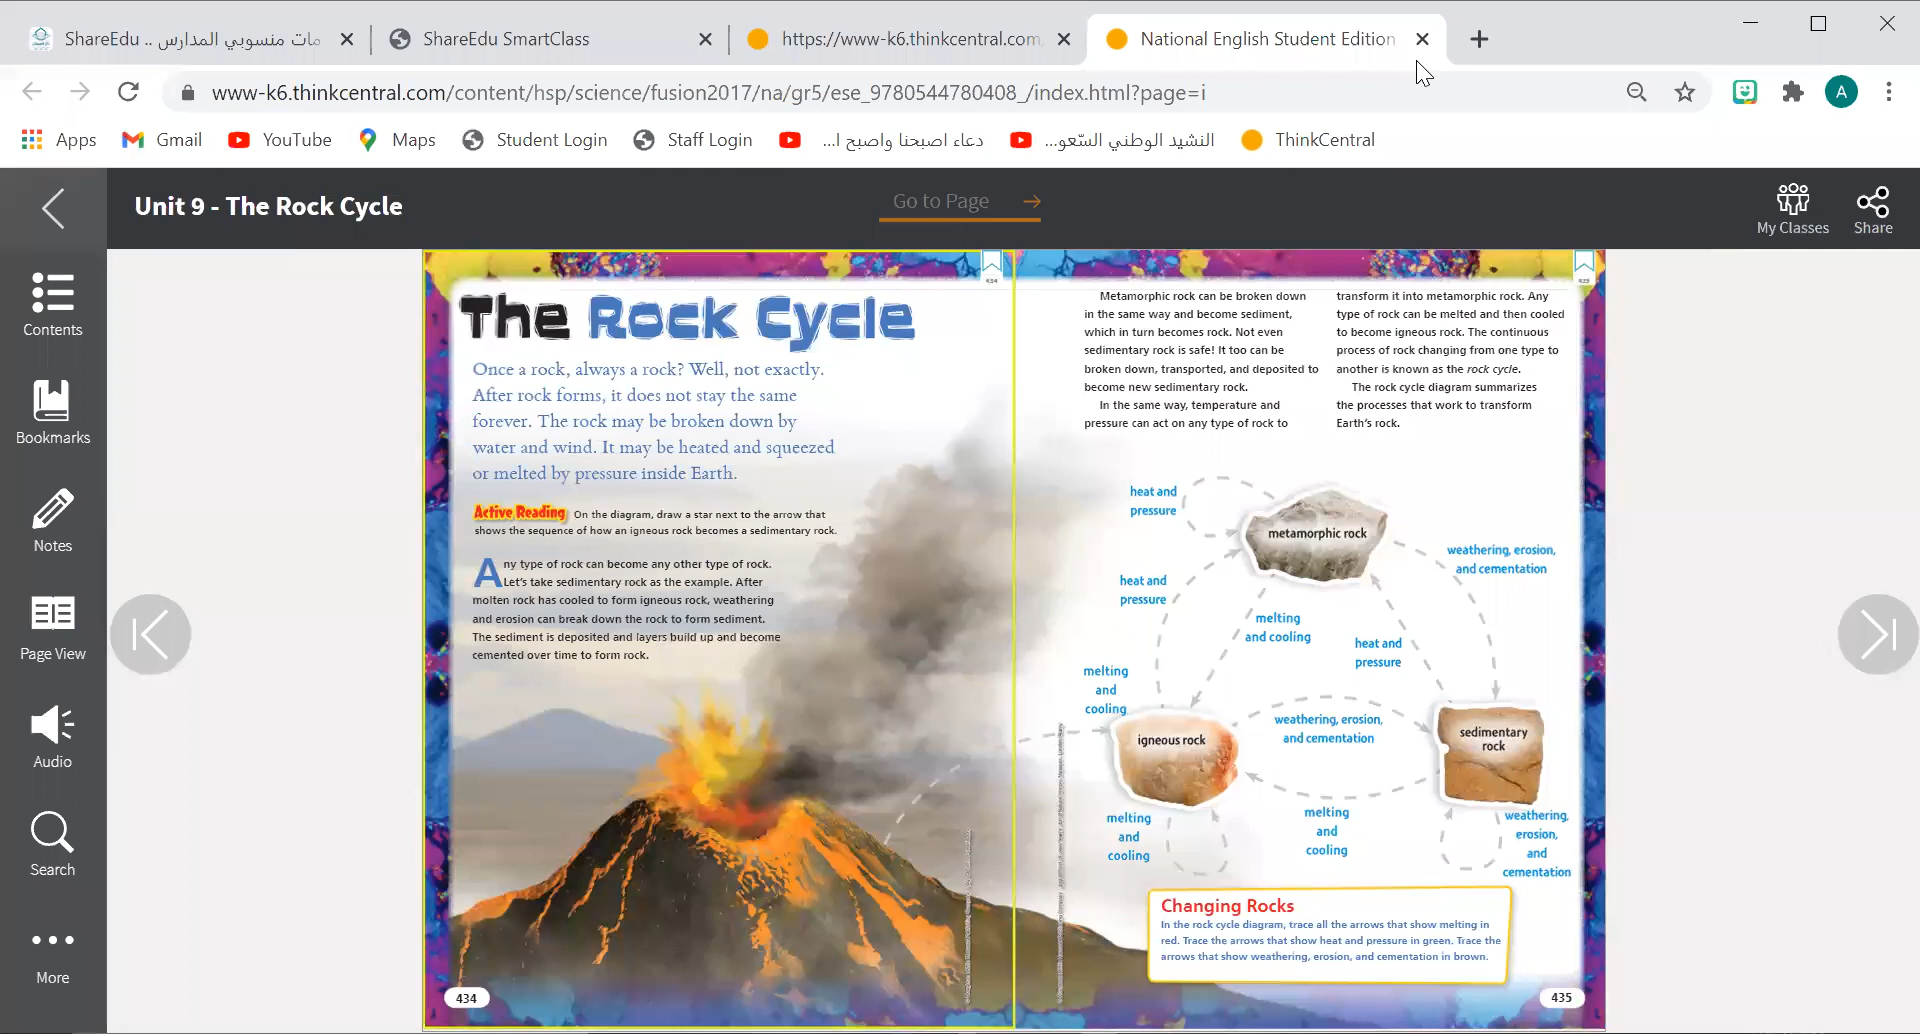 ShareEdu .. مات منسوبي المدارس
ShareEdu SmartClass
https://www-k6.thinkcentral.com
National English Student Edition
www-k6.thinkcentral.com/content/hsp/science/fusion2017/na/gr5/ese_9780544780408_/index.html?page=i
A
Apps
Gmail
YouTube
Maps
Student Login
Staff Login
دعاء اصبحنا واصبح ا...
النشيد الوطني السّعو...
ThinkCentral
Unit 9 - The Rock Cycle
Go to Page
My Classes
Share
Contents
Bookmarks
Notes
Page View
Audio
Search
More
434
The Rock Cycle
Once a rock, always a rock? Well, not exactly.
After rock forms, it does not stay the same
forever. The rock may be broken down by
water and wind. It may be heated and squeezed
or melted by pressure inside Earth.
Active Reading On the diagram, draw a star next to the arrow that
shows the sequence of how an igneous rock becomes a sedimentary rock.
Any type of rock can become any other type of rock.
Let's take sedimentary rock as the example. After
molten rock has cooled to form igneous rock, weathering
and erosion can break down the rock to form sediment.
The sediment is deposited and layers build up and become
cemented over time to form rock.
434
435
Metamorphic rock can be broken down
in the same way and become sediment,
which in turn becomes rock. Not even
sedimentary rock is safe! It too can be
broken down, transported, and deposited to
become new sedimentary rock.
In the same way, temperature and
pressure can act on any type of rock to
transform it into metamorphic rock. Any
type of rock can be melted and then cooled
to become igneous rock. The continuous
process of rock changing from one type to
another is known as the rock cycle.
The rock cycle diagram summarizes
the processes that work to transform
Earth's rock.
heat and
pressure
metamorphic rock
weathering, erosion,
and cementation
heat and
pressure
melting
and cooling
heat and
pressure
melting
and
cooling
igneous rock
weathering, erosion,
and cementation
sedimentary
rock
melting
and
cooling
melting
and
cooling
weathering,
erosion,
and
cementation
Changing Rocks
In the rock cycle diagram, trace all the arrows that show melting in
red. Trace the arrows that show heat and pressure in green. Trace the
arrows that show weathering, erosion, and cementation in brown.
435